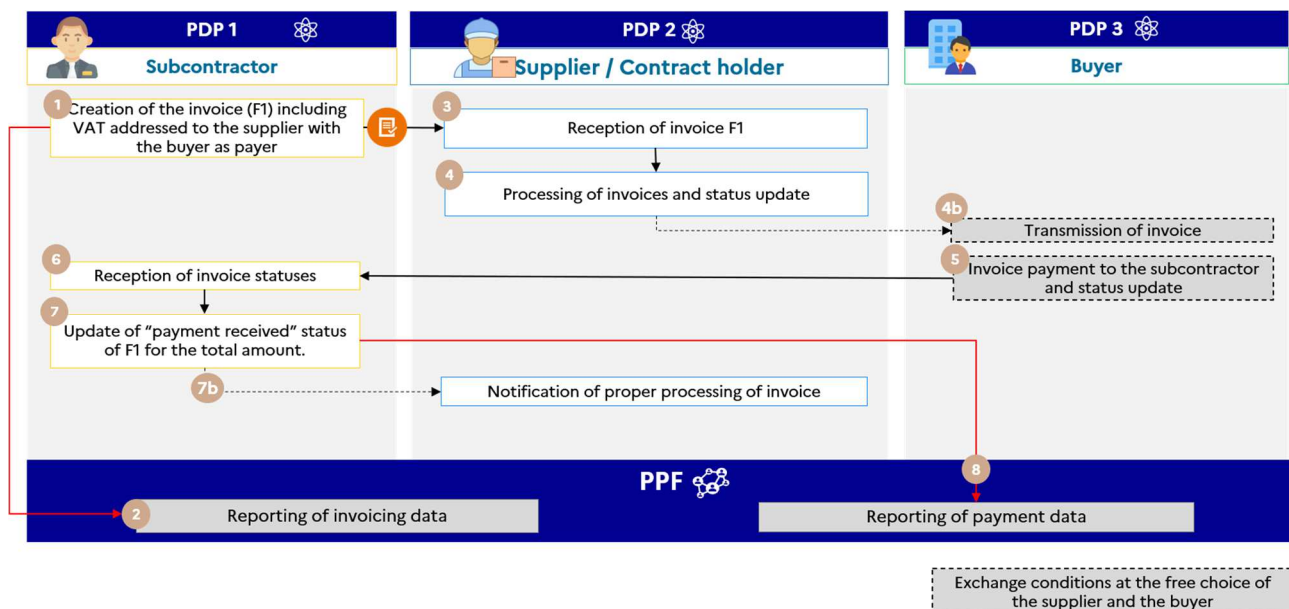 PDP 1
PDP 2
PDP 3
Subcontractor
Supplier / Contract holder
Buyer
1
Creation of the invoice (F1) including
VAT addressed to the supplier with
the buyer as payer
3
Reception of invoice F1
4
Processing of invoices and status update
4b
Transmission of invoice
5
Invoice payment to the subcontractor
and status update
6
Reception of invoice statuses
7
Update of “payment received” status
of F1 for the total amount.
7b
Notification of proper processing of invoice
PPF
8
2
Reporting of invoicing data
Reporting of payment data
Exchange conditions at the free choice of
the supplier and the buyer